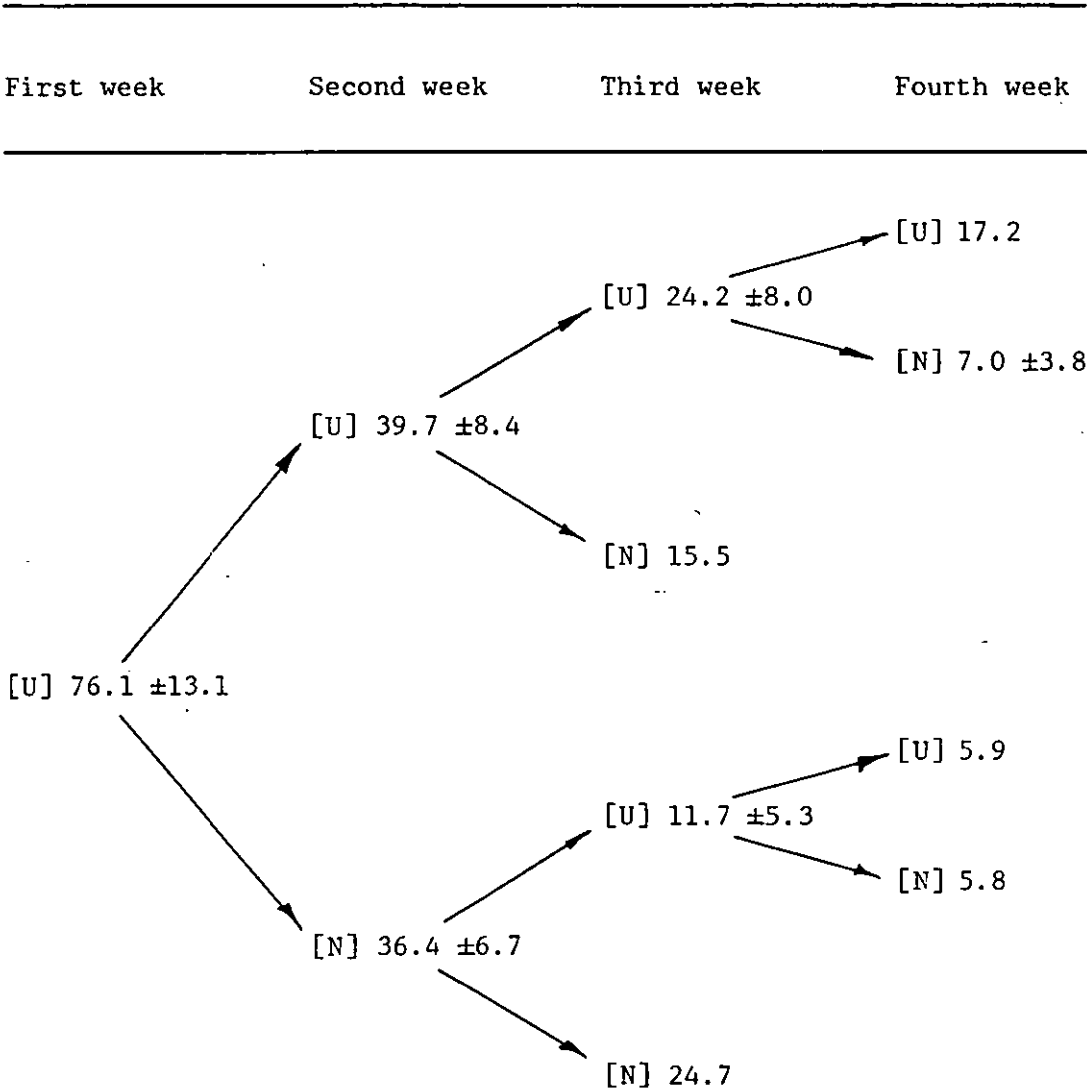 First week Second week Third week Fourth week
[U] 17.2
[U] 24.2 ±8.0
[N] 7.0 ±3.8
[U] 39.7 ±8.4
[N] 15.5
[U] 76.1 ±13.1
[U] 5.9
[U] 11.7 ±5.3
[N] 5.8
[N] 36.4 ±6.7
[N] 24.7